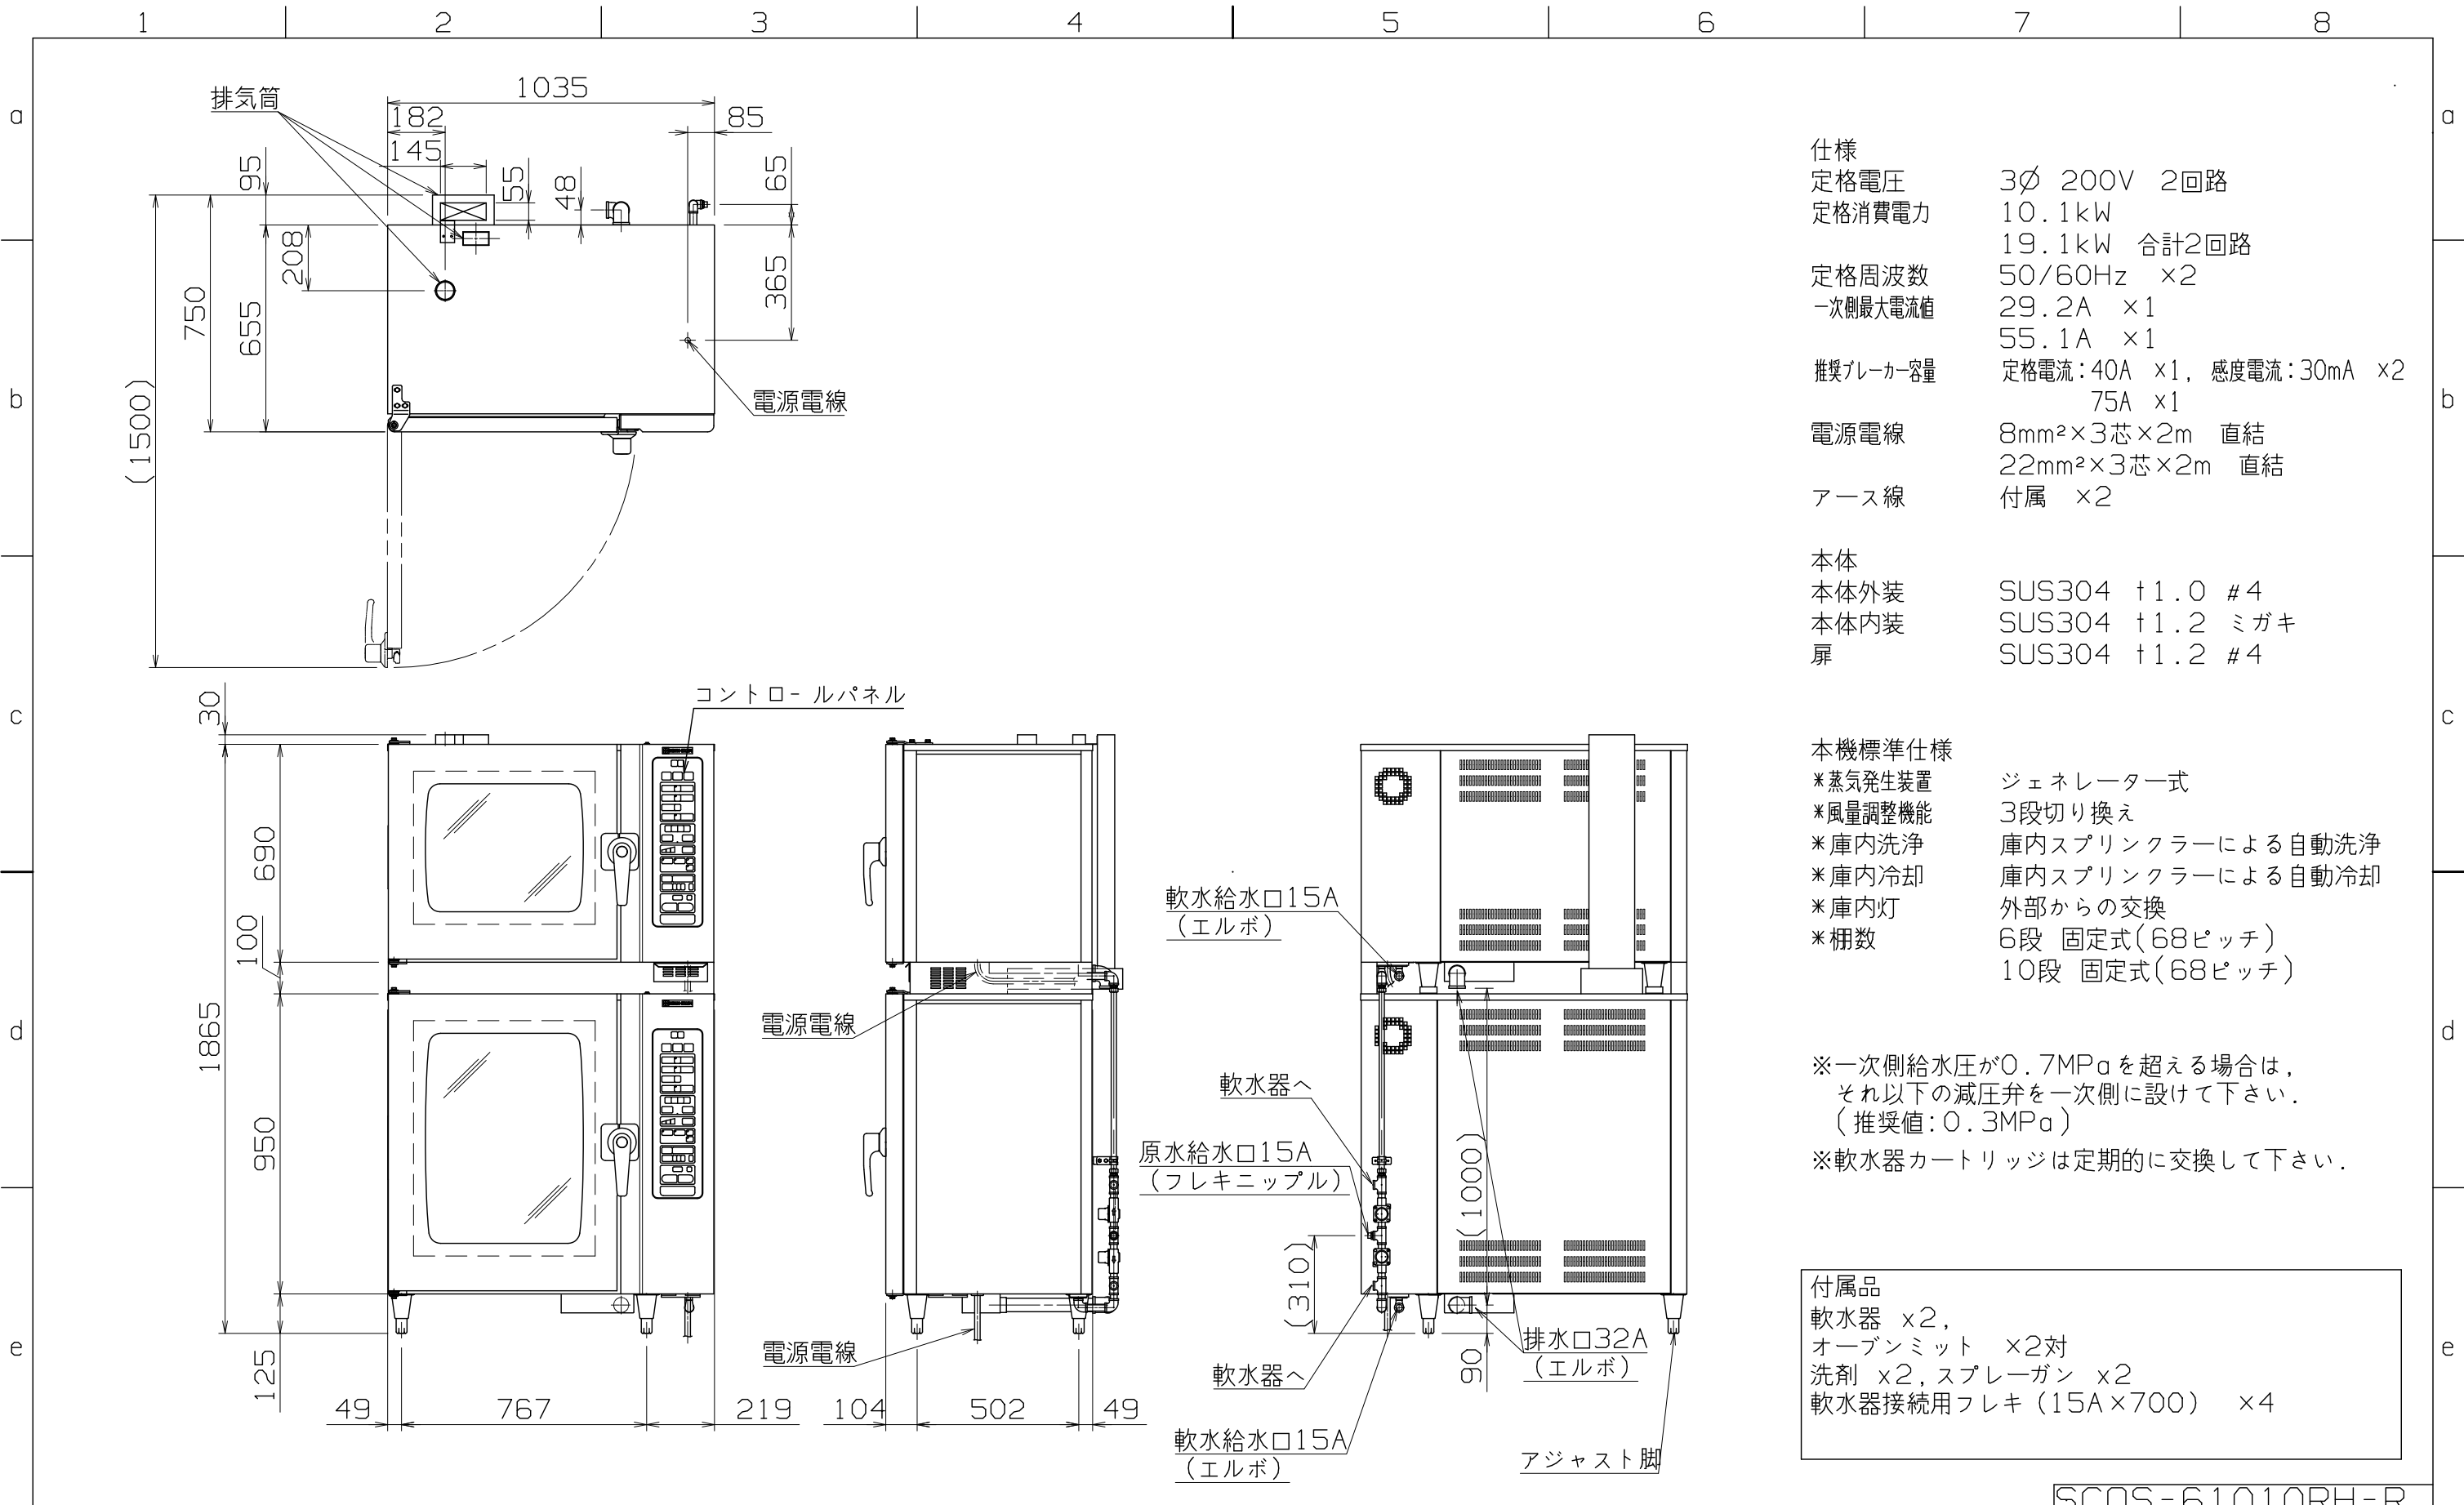 1 2 3 4 5 6 7 8
a a
b b
c c
d d
e e
排気筒
1035
182
85
145
95
55
48
65
208
750
655
365
(1500)
電源電線
コントロ-ルパネル
30
690
100
1865
950
125
49 767 219
電源電線
電源電線
104 502 49
軟水給水口15A
(エルボ)
軟水器へ
原水給水口15A
(フレキニップル)
(1000)
(310)
90
排水口32A
(エルボ)
軟水器へ
軟水給水口15A
(エルボ)
アジャスト脚
仕様
定格電圧 3Ø 200V 2回路
定格消費電力 10.1kW
19.1kW 合計2回路
定格周波数 50/60Hz ×2
一次側最大電流値 29.2A ×1
55.1A ×1
推奨ブレーカー容量 定格電流:40A ×1, 感度電流:30mA ×2
75A ×1
電源電線 8mm²×3芯×2m 直結
22mm²×3芯×2m 直結
アース線 付属 ×2
本体
本体外装 SUS304 t1.0 #4
本体内装 SUS304 t1.2 ミガキ
扉 SUS304 t1.2 #4
本機標準仕様
*蒸気発生装置 ジェネレーター式
*風量調整機能 3段切り換え
*庫内洗浄 庫内スプリンクラーによる自動洗浄
*庫内冷却 庫内スプリンクラーによる自動冷却
*庫内灯 外部からの交換
*棚数 6段 固定式(68ピッチ)
10段 固定式(68ピッチ)
※一次側給水圧が0.7MPaを超える場合は,
それ以下の減圧弁を一次側に設けて下さい.
(推奨値:0.3MPa)
※軟水器カートリッジは定期的に交換して下さい.
付属品
軟水器 x2,
オーブンミット ×2対
洗剤 x2,スプレーガン x2
軟水器接続用フレキ(15A×700) ×4
SCOS-61010RH-R